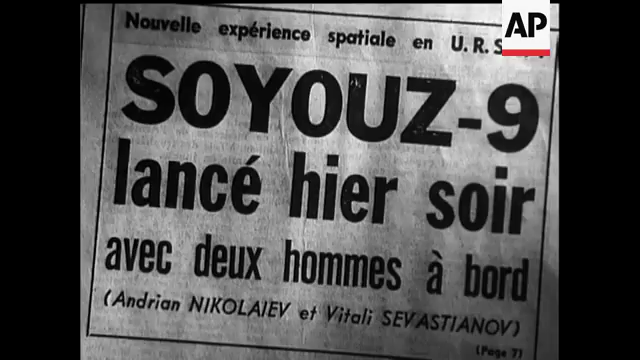 Nouvelle expérience spatiale en U.R.S.
AP
SOYOUZ-9
lancé hier soir
avec deux hommes à bord
(Andrian NIKOLAIEV et Vitali SEVASTIANOV)
(Page 7)